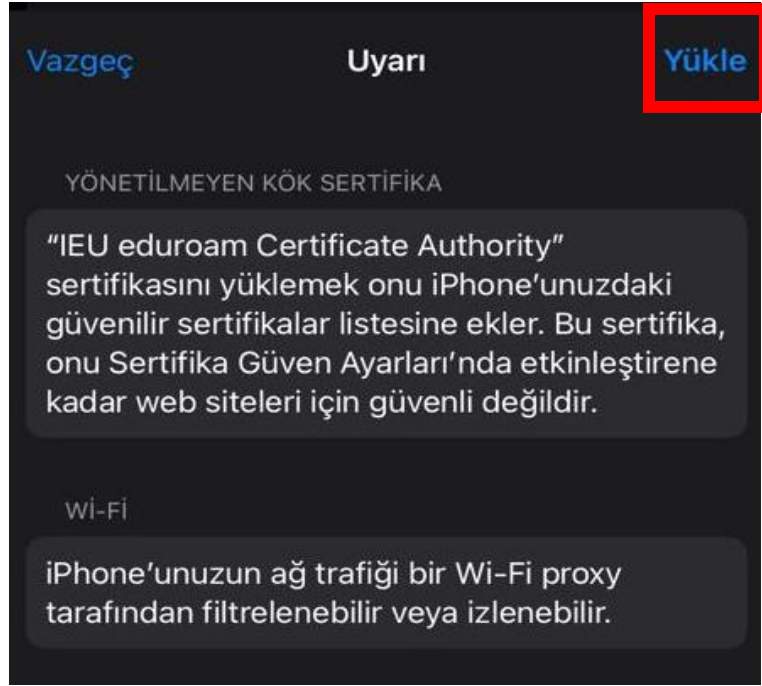 Vazgeç Uyarı Yükle
YÖNETİLMEYEN KÖK SERTİFİKA
“IEU eduroam Certificate Authority”
sertifikasını yüklemek onu iPhone’unuzdaki
güvenilir sertifikalar listesine ekler. Bu sertifika,
onu Sertifika Güven Ayarları’nda etkinleştirene
kadar web siteleri için güvenli değildir.
Wİ-Fİ
iPhone’unuzun ağ trafiği bir Wi-Fi proxy
tarafından filtrelenebilir veya izlenebilir.